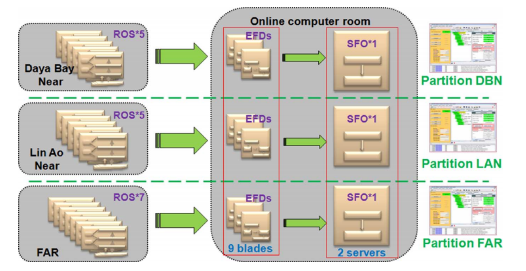 Online computer room
ROS*5
EFDs
SFO*1
Daya Bay
Near
Partition DBN
ROS*5
EFDs
SFO*1
Lin Ao
Near
Partition LAN
ROS*7
EFDs
SFO*1
FAR
9 blades
2 servers
Partition FAR